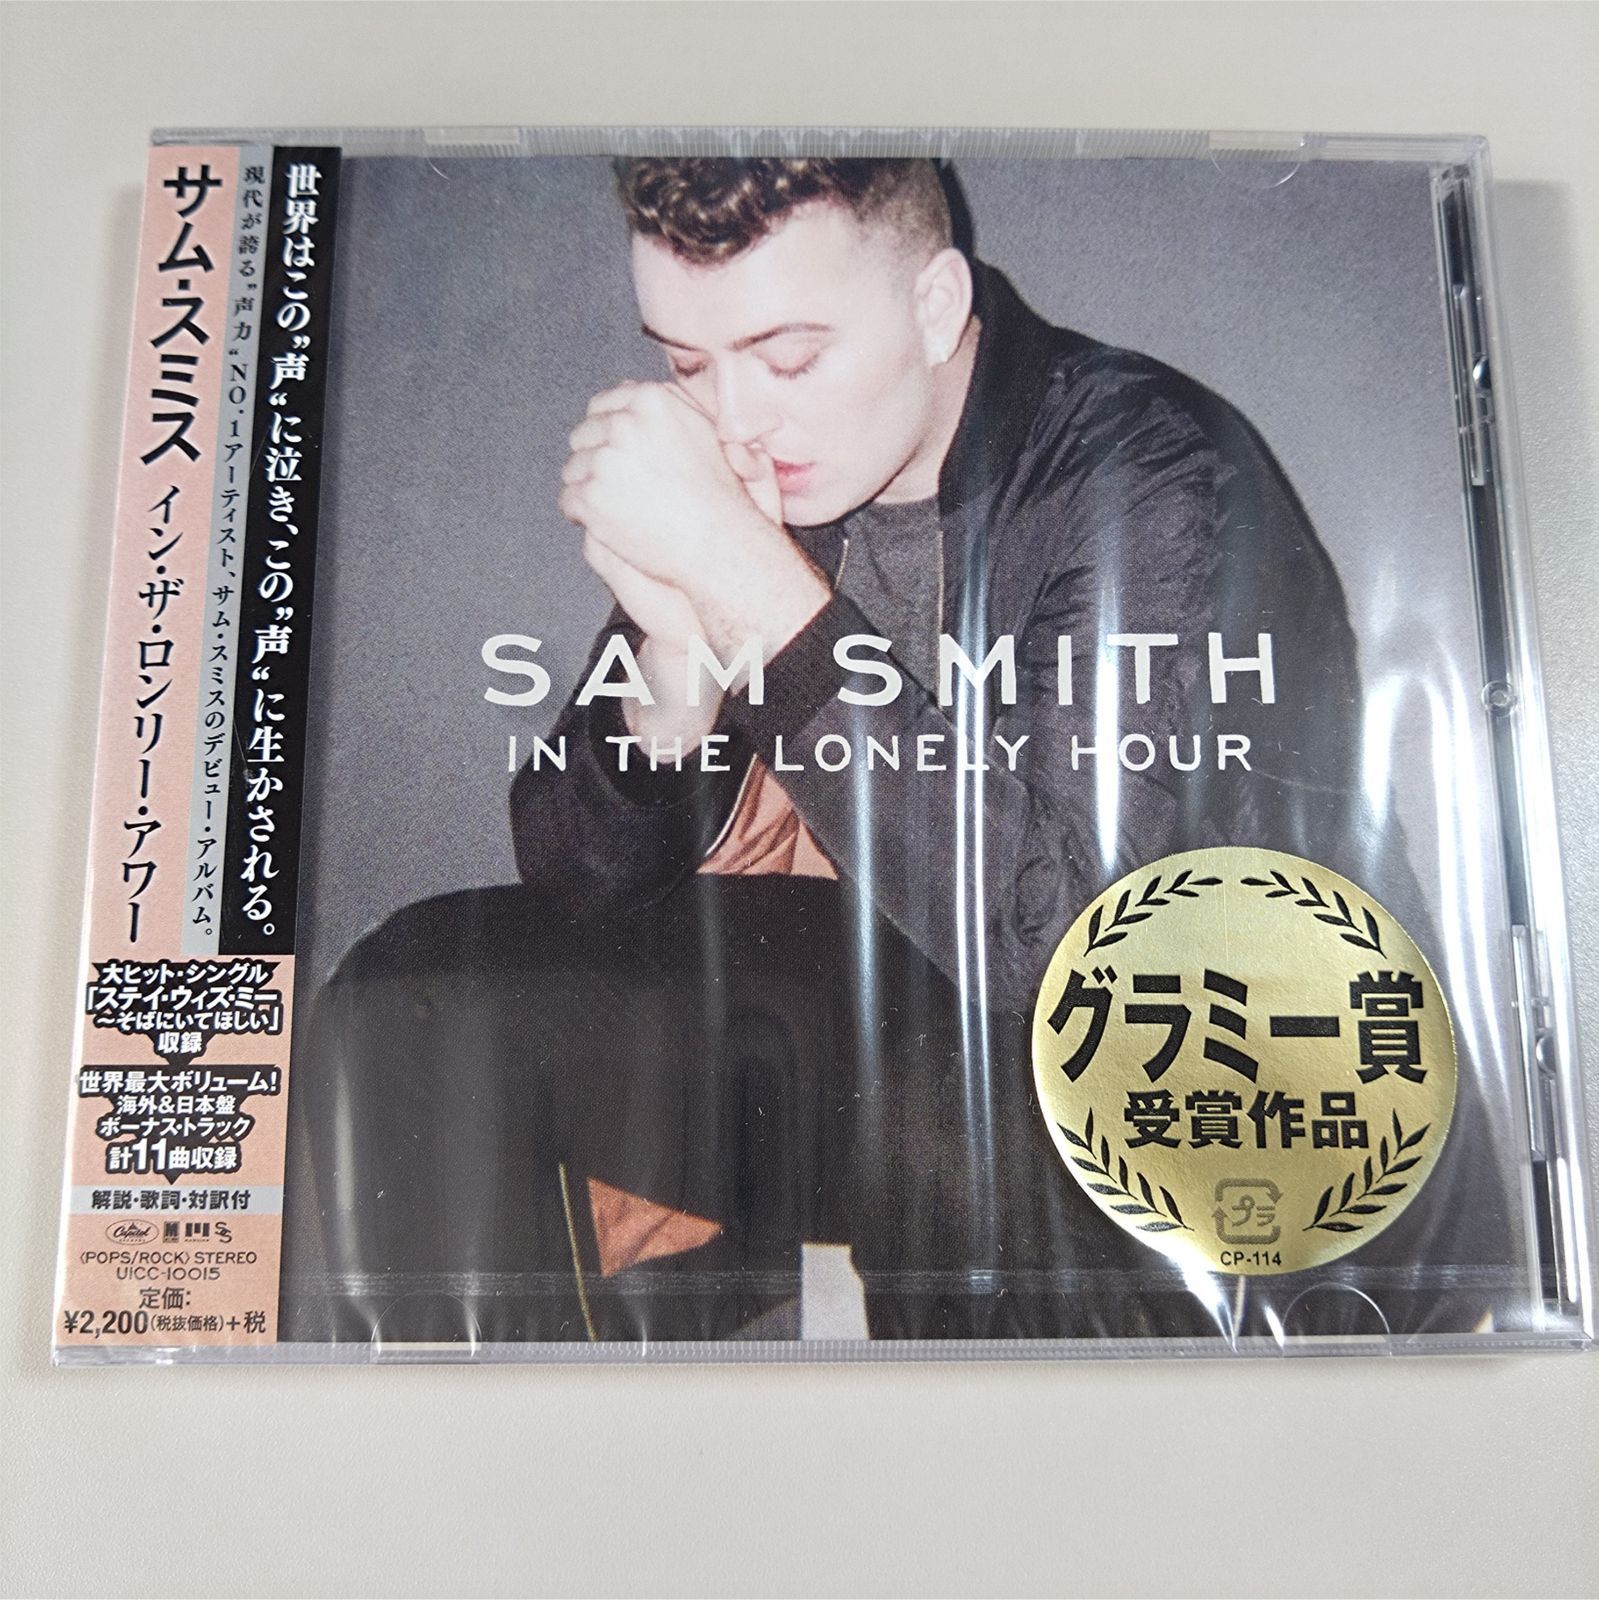 世界はこの”声“に泣き、この”声“に生かされる。
現代が誇る”声力“NO.1アーティスト、サム・スミスのデビュー・アルバム。
サム・スミス イン・ザ・ロンリー・アワー
大ヒット・シングル
「ステイ・ウィズ・ミー
～そばにいてほしい」
収録
世界最大ボリューム!
海外&日本盤
ボーナス・トラック
計11曲収録
解説・歌詞・対訳付
Capitol
〈POPS/ROCK〉 STEREO
UICC-10015
定価:
¥2,200(税抜価格)+税
SAM SMITH
IN THE LONELY HOUR
グラミー賞
受賞作品
プラ
CP-114